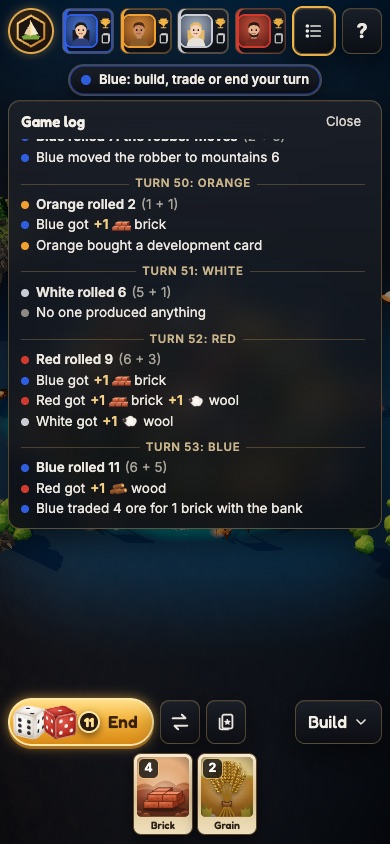 ?
Blue: build, trade or end your turn
Game log
Close
Blue moved the robber to mountains 6
TURN 50: ORANGE
Orange rolled 2 (1 + 1)
Blue got +1 brick
Orange bought a development card
TURN 51: WHITE
White rolled 6 (5 + 1)
No one produced anything
TURN 52: RED
Red rolled 9 (6 + 3)
Blue got +1 brick
Red got +1 brick +1 wool
White got +1 wool
TURN 53: BLUE
Blue rolled 11 (6 + 5)
Red got +1 wood
Blue traded 4 ore for 1 brick with the bank
11 End
Build
4
2
Brick
Grain